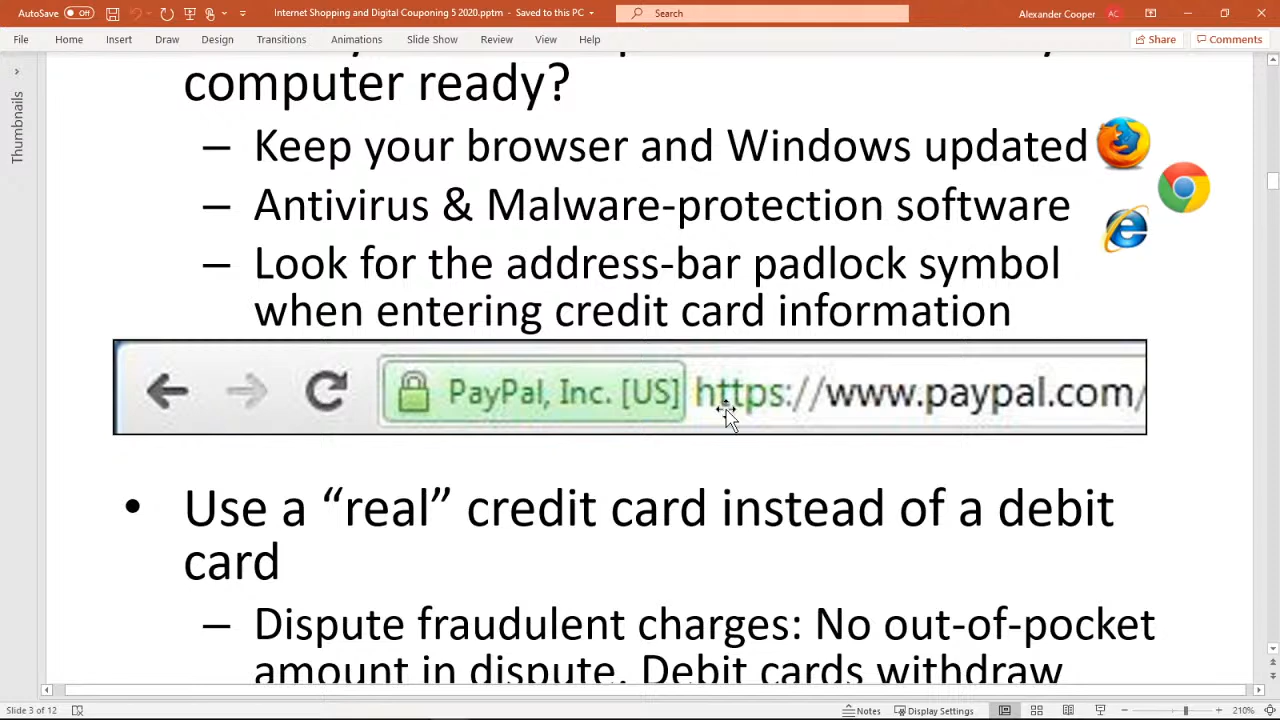 AutoSave Off Internet Shopping and Digital Couponing 5 2020.pptm - Saved to this PC Search Alexander Cooper AC
File Home Insert Draw Design Transitions Animations Slide Show Review View Help Share Comments
Thumbnails
computer ready?
– Keep your browser and Windows updated
– Antivirus & Malware-protection software
– Look for the address-bar padlock symbol
when entering credit card information
PayPal, Inc. [US] https://www.paypal.com/
• Use a “real” credit card instead of a debit
card
– Dispute fraudulent charges: No out-of-pocket
amount in dispute. Debit cards withdraw
Slide 3 of 12 Notes Display Settings 210%